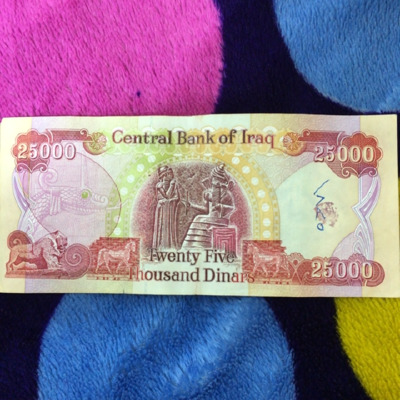 Central Bank of Iraq
25000
25000
Twenty Five
Thousand Dinars
25000